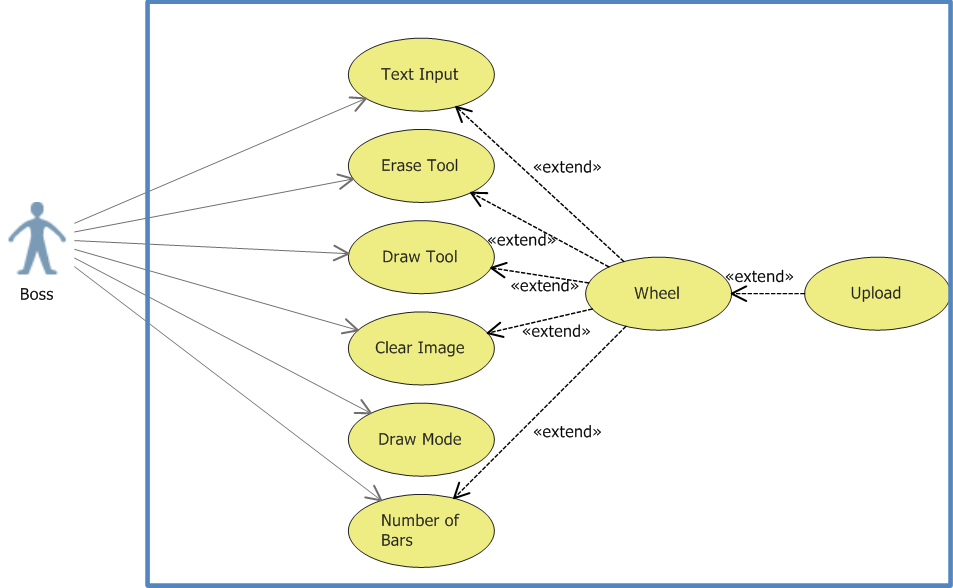 Text Input
Erase Tool
«extend»
«extend»
Draw Tool
«extend»
«extend»
Boss
Wheel
Upload
«extend»
Clear Image
«extend»
Draw Mode
Number of
Bars